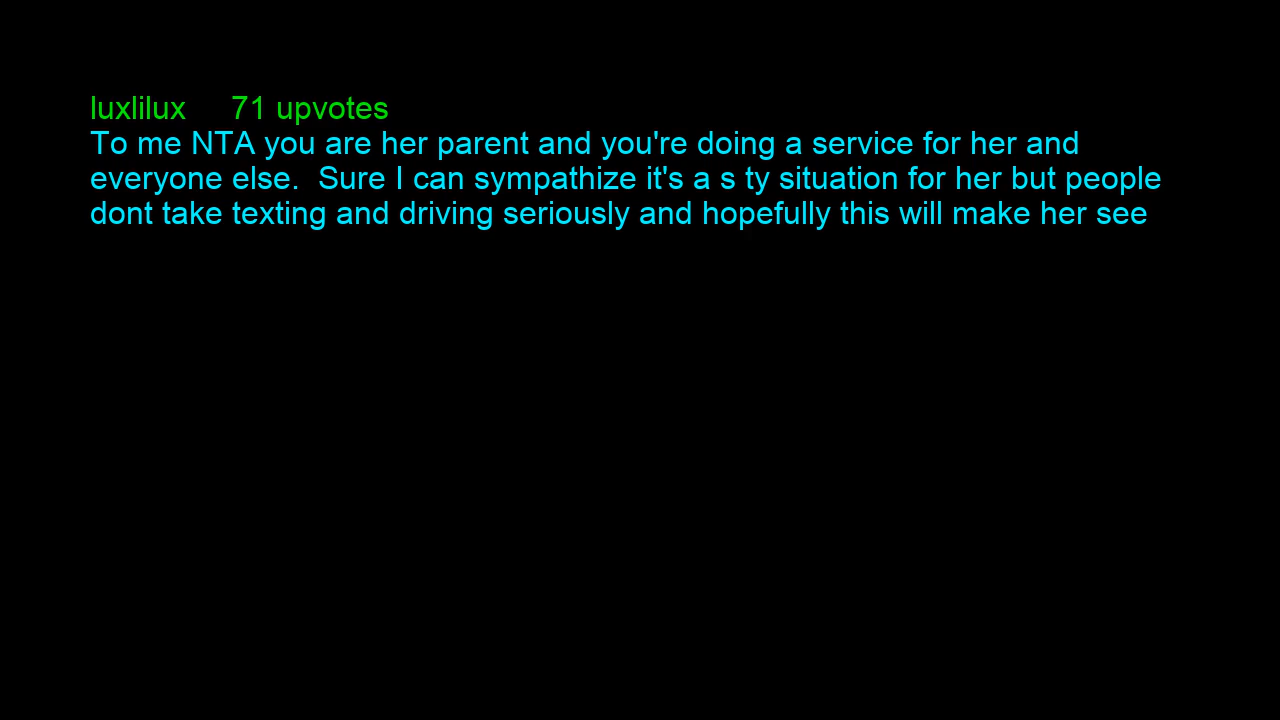 luxlilux 71 upvotes
To me NTA you are her parent and you're doing a service for her and
everyone else. Sure I can sympathize it's a s ty situation for her but people
dont take texting and driving seriously and hopefully this will make her see